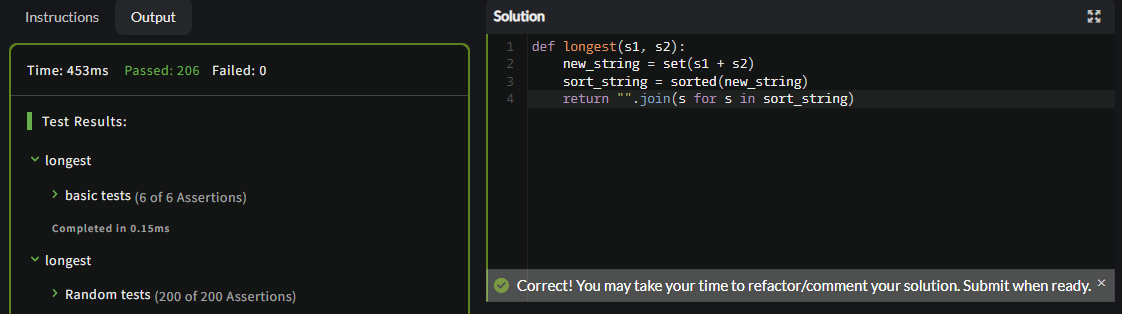 Instructions Output
Time: 453ms Passed: 206 Failed: 0
Test Results:
longest
basic tests (6 of 6 Assertions)
Completed in 0.15ms
longest
Random tests (200 of 200 Assertions)
Solution
1 def longest(s1, s2):
2     new_string = set(s1 + s2)
3     sort_string = sorted(new_string)
4     return "".join(s for s in sort_string)
Correct! You may take your time to refactor/comment your solution. Submit when ready. ×